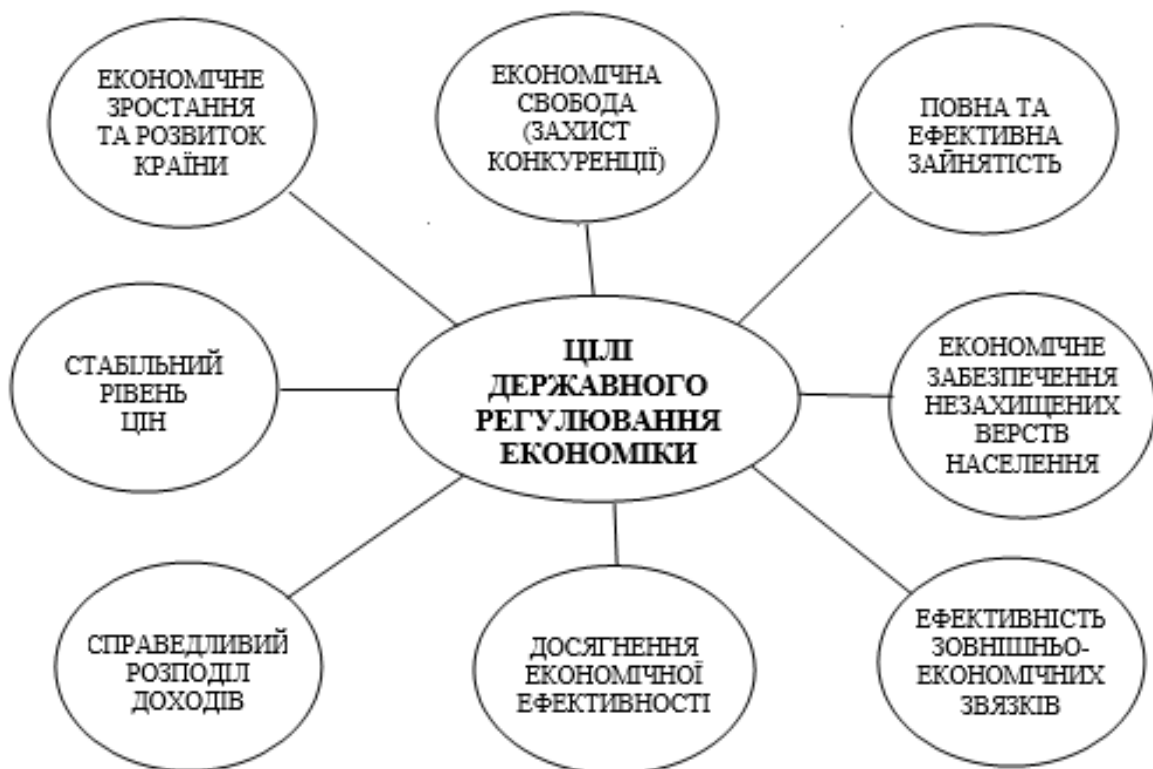 ЕКОНОМІЧНЕ
ЗРОСТАННЯ
ТА РОЗВИТОК
КРАЇНИ
ЕКОНОМІЧНА
СВОБОДА
(ЗАХИСТ
КОНКУРЕНЦІЇ)
ПОВНА ТА
ЕФЕКТИВНА
ЗАЙНЯТІСТЬ
СТАБІЛЬНИЙ
РІВЕНЬ
ЦІН
ЦІЛІ
ДЕРЖАВНОГО
РЕГУЛЮВАННЯ
ЕКОНОМІКИ
ЕКОНОМІЧНЕ
ЗАБЕЗПЕЧЕННЯ
НЕЗАХИЩЕНИХ
ВЕРСТВ
НАСЕЛЕННЯ
СПРАВЕДЛИВИЙ
РОЗПОДІЛ
ДОХОДІВ
ДОСЯГНЕННЯ
ЕКОНОМІЧНОЇ
ЕФЕКТИВНОСТІ
ЕФЕКТИВНІСТЬ
ЗОВНІШНЬО-
ЕКОНОМІЧНИХ
ЗВЯЗКІВ